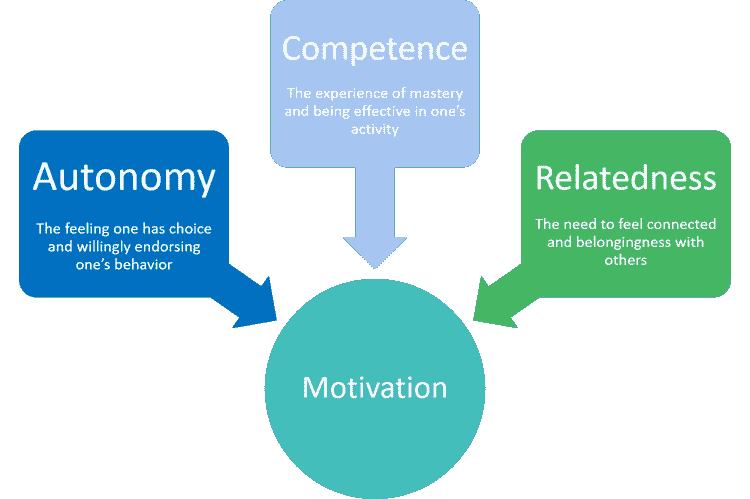 Competence
The experience of mastery
and being effective in one's
activity
Autonomy
The feeling one has choice
and willingly endorsing
one's behavior
Relatedness
The need to feel connected
and belongingness with
others
Motivation